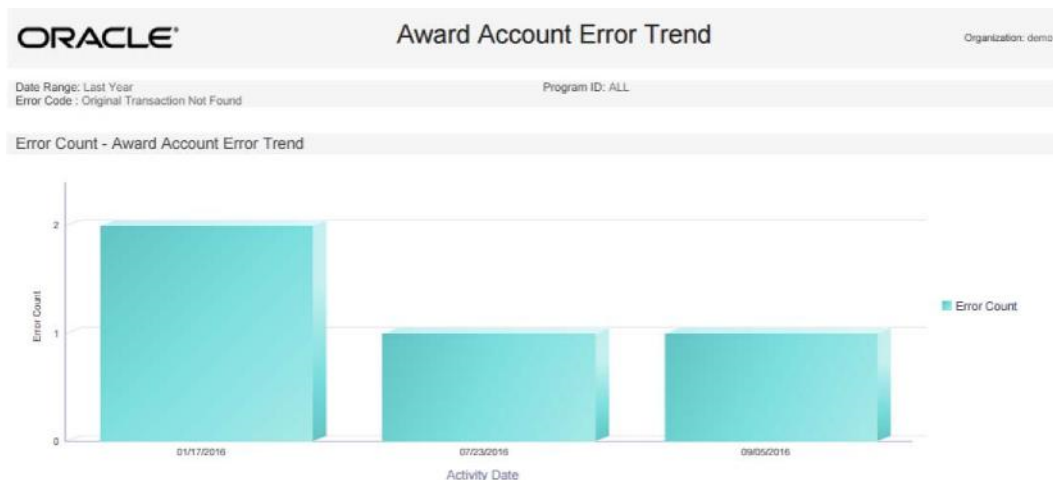 ORACLE®
Award Account Error Trend
Organization: demo
Date Range: Last Year
Program ID: ALL
Error Code : Original Transaction Not Found
Error Count - Award Account Error Trend
2
1
0
Error Count
01/17/2016
07/23/2016
09/05/2016
Activity Date
Error Count